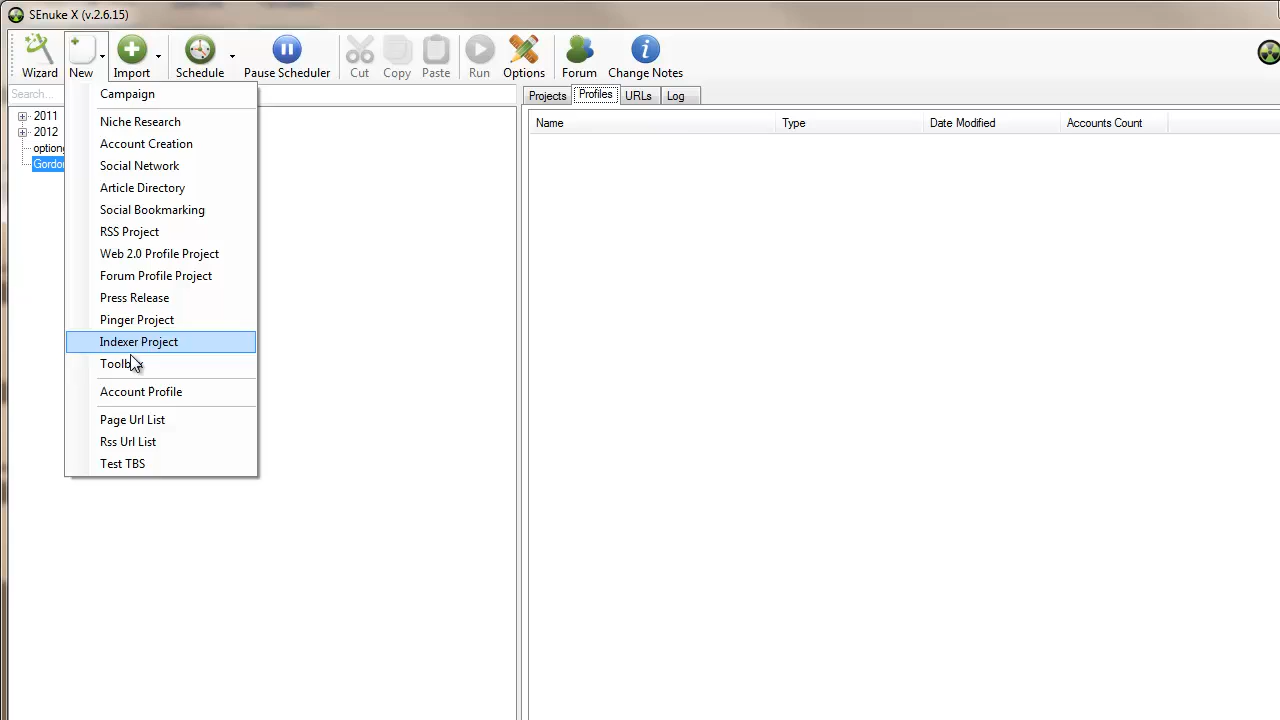 SEnuke X (v.2.6.15)
Wizard New Import Schedule Pause Scheduler Cut Copy Paste Run Options Forum Change Notes
Search...
Projects Profiles URLs Log
Name Type Date Modified Accounts Count
2011
2012
Campaign
Niche Research
Account Creation
Social Network
Article Directory
Social Bookmarking
RSS Project
Web 2.0 Profile Project
Forum Profile Project
Press Release
Pinger Project
Indexer Project
Account Profile
Page Url List
Rss Url List
Test TBS